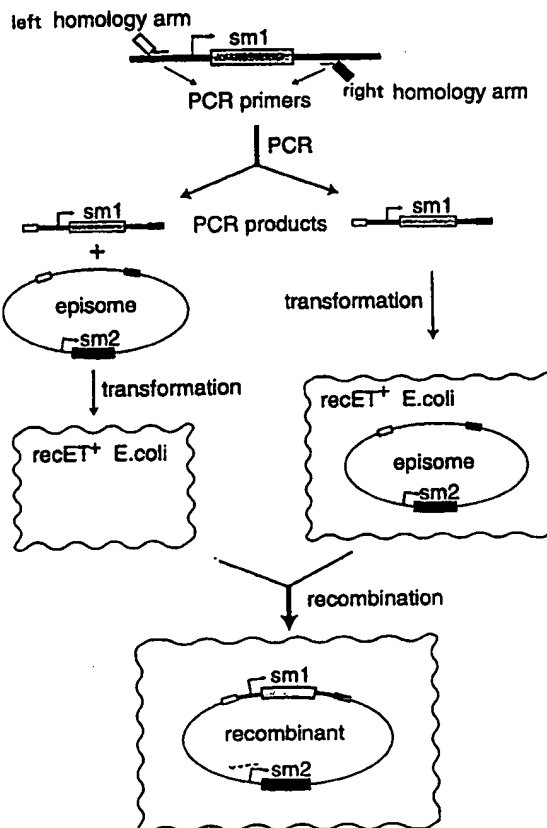 left homology arm
sm1
PCR primers
right homology arm
PCR
sm1
PCR products
sm1
+
episome
sm2
transformation
transformation
recET+ E.coli
recET+ E.coli
episome
sm2
recombination
sm1
recombinant
sm2